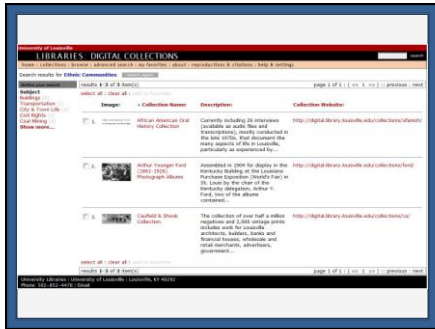 University of Louisville
LIBRARIES DIGITAL COLLECTIONS
search
home : collections : browse : advanced search : my favorites : about : reproductions & citations : help & settings
Search results for Ethnic Communities
results 1-3 of 3 item(s) page 1 of 1 : [ << 1 >> ] :: previous : next
select all : clear all :
Subject
Buildings
Transportation
City & Town Life
Civil Rights
Coal Mining
Show more...
Image: Collection Name: Description: Collection Website:
1. African American Oral History Collection
Currently including 36 interviews
(available as audio files and
transcriptions), mostly conducted in
the late 1970s, that document the
many aspects of life in Louisville,
particularly as experienced by...
2. Arthur Younger Ford
(1861-1926)
Photograph Albums
Assembled in 1904 for display in the
Kentucky Building at the Louisiana
Purchase Exposition (World's Fair) in
St. Louis by the chair of the
Kentucky delegation, Arthur Y.
Ford, two of the albums
contained...
http://digital.library.louisville.edu/collections/ford/
3. Caufield & Shook
Collection
The collection of over half a million
negatives and 2,000 vintage prints
includes work for Louisville
architects, builders, banks and
financial houses, wholesale and
retail merchants, advertisers,
government...
http://digital.library.louisville.edu/collections/cs/
select all : clear all :
results 1-3 of 3 item(s) page 1 of 1 : [ << 1 >> ] :: previous : next
University Libraries : University of Louisville : Louisville, KY 40292
Phone: 502-852-6476 : Email